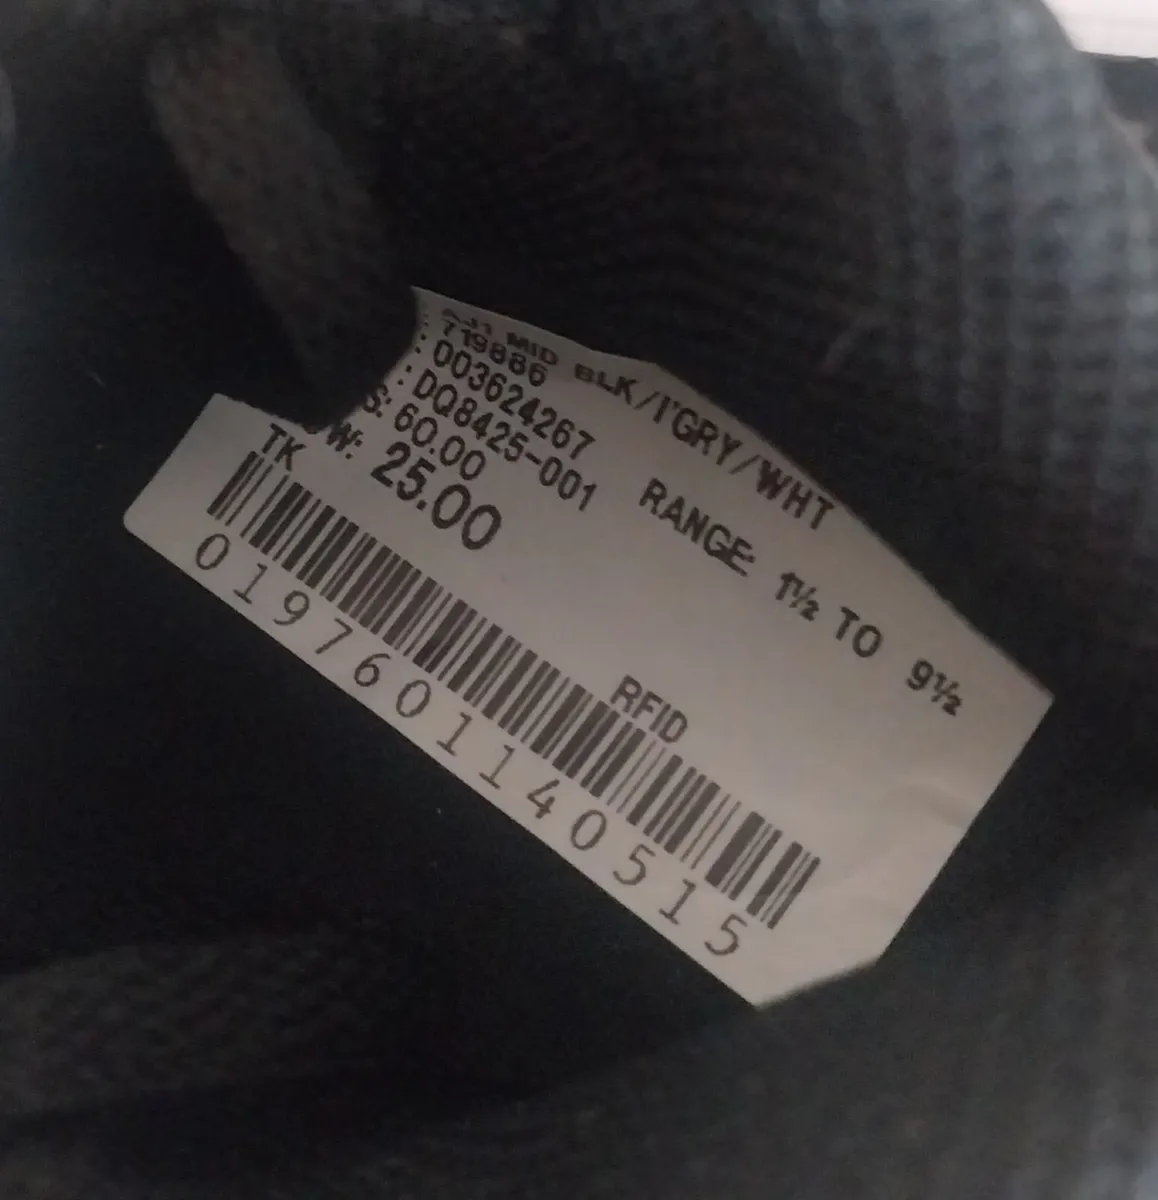 AJ1 MID BLK/I'GRY/WHT
: 719886
: 003624267
: DQ8425-001 RANGE: 1½ TO 9½
S: 60.00
W: 25.00
TK RFID
0197601140515